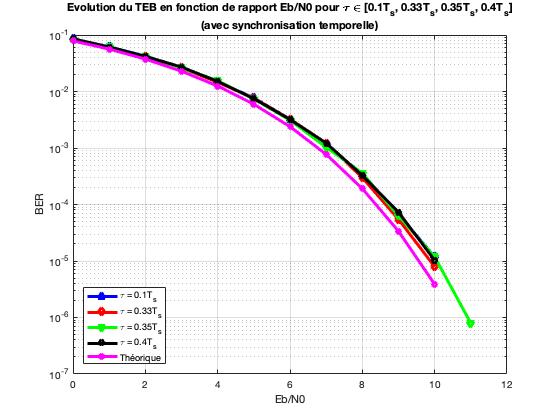 Evolution du TEB en fonction de rapport Eb/N0 pour τ ∈ [0.1Ts, 0.33Ts, 0.35Ts, 0.4Ts]
(avec synchronisation temporelle)
10^-1
10^-2
10^-3
10^-4
10^-5
10^-6
10^-7
BER
τ = 0.1Ts
τ = 0.33Ts
τ = 0.35Ts
τ = 0.4Ts
Théorique
0 2 4 6 8 10 12
Eb/N0